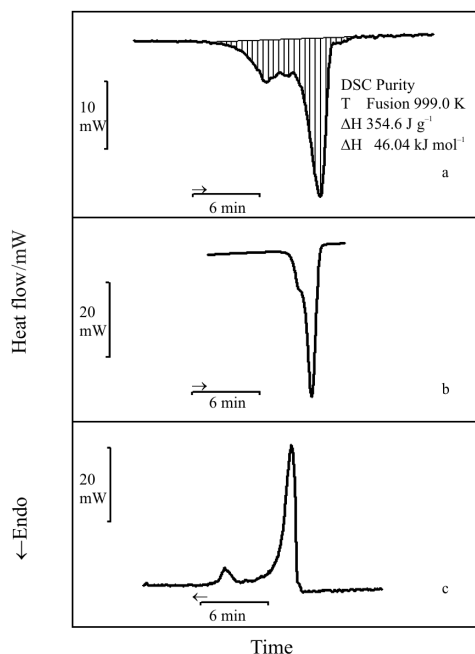 Heat flow/mW
←Endo
10
mW
DSC Purity
T Fusion 999.0 K
ΔH 354.6 J g⁻¹
ΔH 46.04 kJ mol⁻¹
a
→
6 min
20
mW
→
6 min
b
20
mW
←
6 min
c
Time